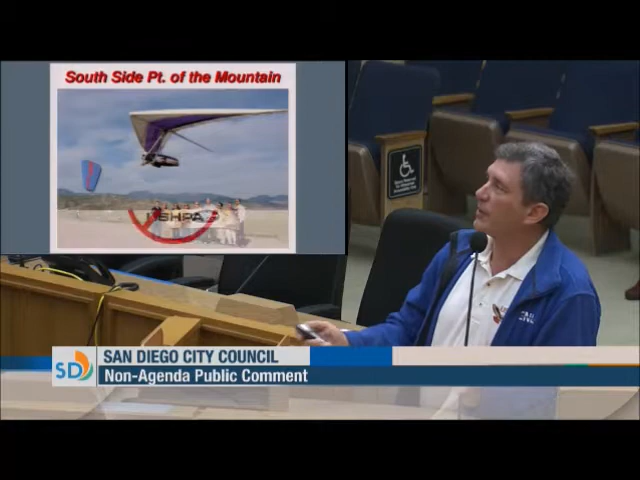 South Side Pt. of the Mountain
USHPA
SD
SAN DIEGO CITY COUNCIL
Non-Agenda Public Comment